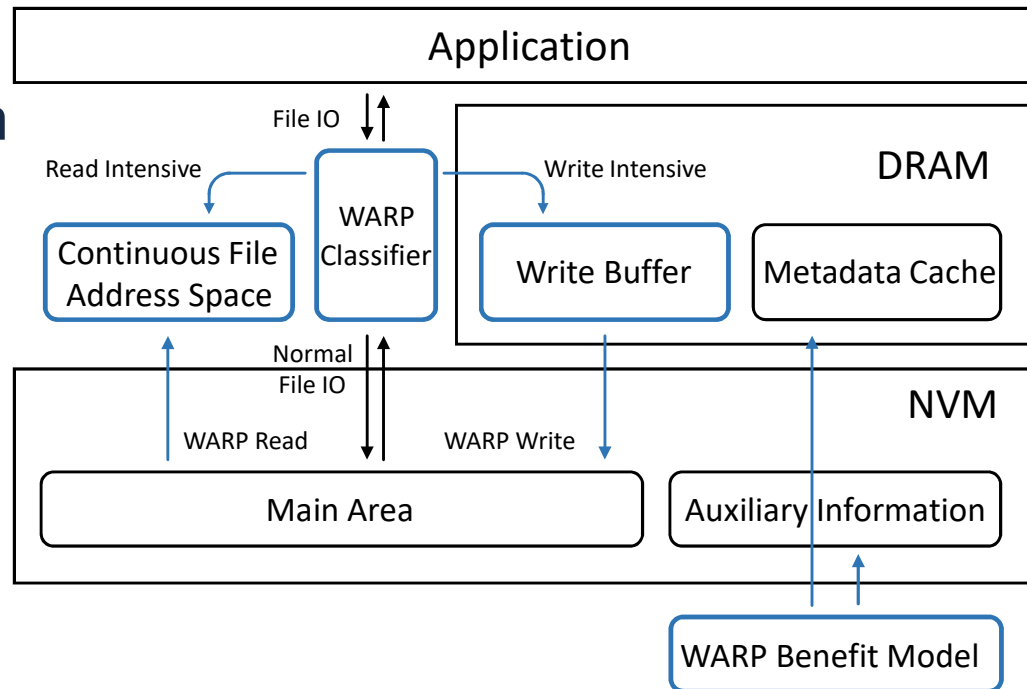 Application
File IO
Read Intensive
WARP
Classifier
Write Intensive
DRAM
Continuous File
Address Space
Write Buffer
Metadata Cache
Normal
File IO
NVM
WARP Read
WARP Write
Main Area
Auxiliary Information
WARP Benefit Model